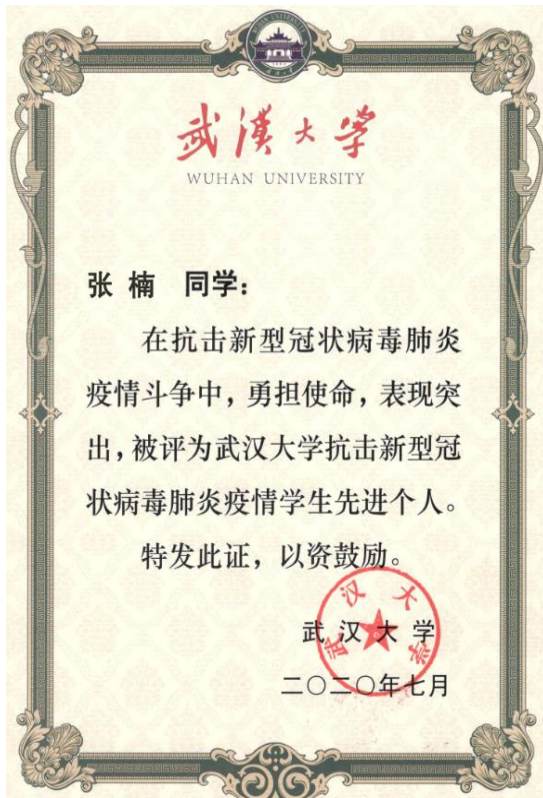 武漢大学
WUHAN UNIVERSITY
张楠 同学：
在抗击新型冠状病毒肺炎
疫情斗争中，勇担使命，表现突
出，被评为武汉大学抗击新型冠
状病毒肺炎疫情学生先进个人。
特发此证，以资鼓励。
武汉大学
武汉大学
二〇二〇年七月